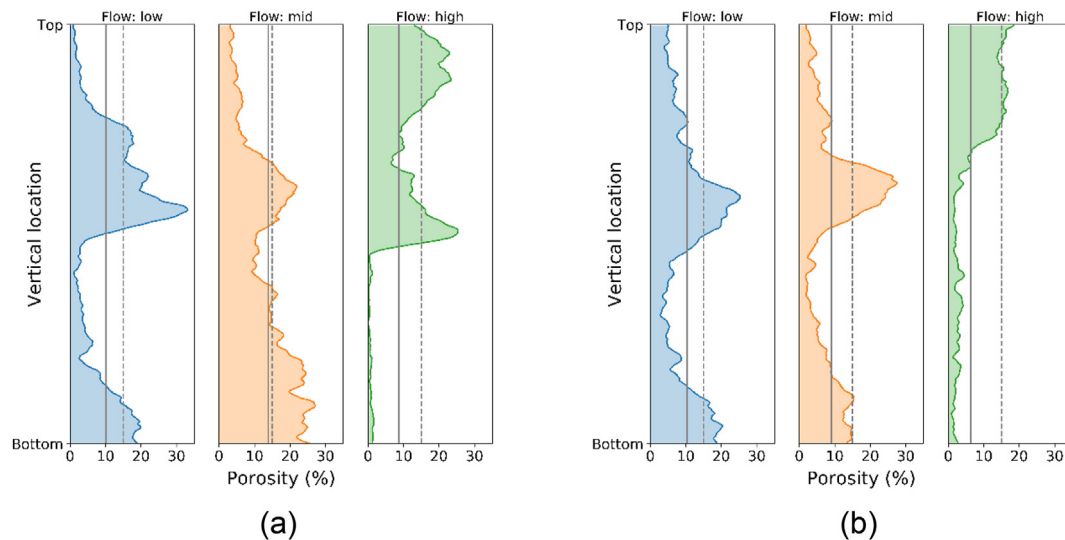 Flow: low Flow: mid Flow: high
Top
Vertical location
Bottom
0 10 20 30 0 10 20 30 0 10 20 30
Porosity (%)
(a)
Flow: low Flow: mid Flow: high
Top
Vertical location
Bottom
0 10 20 30 0 10 20 30 0 10 20 30
Porosity (%)
(b)